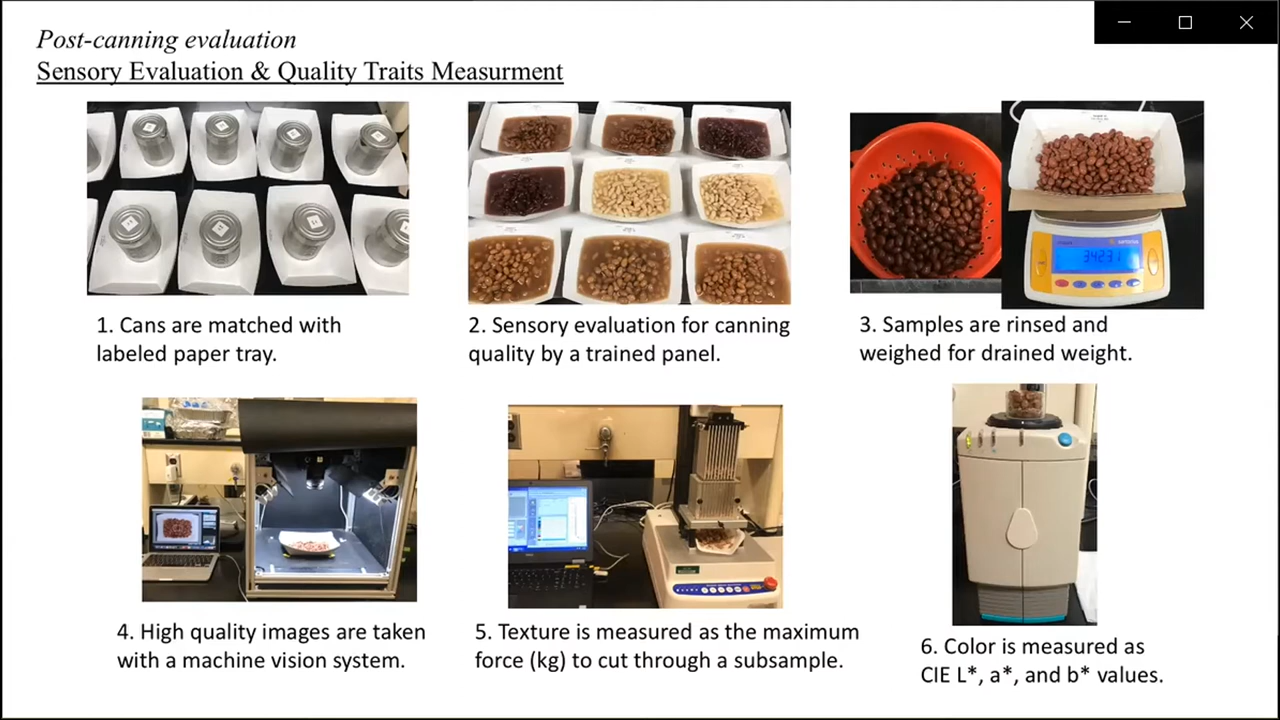 Post-canning evaluation
Sensory Evaluation & Quality Traits Measurment
1. Cans are matched with
labeled paper tray.
2. Sensory evaluation for canning
quality by a trained panel.
3. Samples are rinsed and
weighed for drained weight.
4. High quality images are taken
with a machine vision system.
5. Texture is measured as the maximum
force (kg) to cut through a subsample.
6. Color is measured as
CIE L*, a*, and b* values.